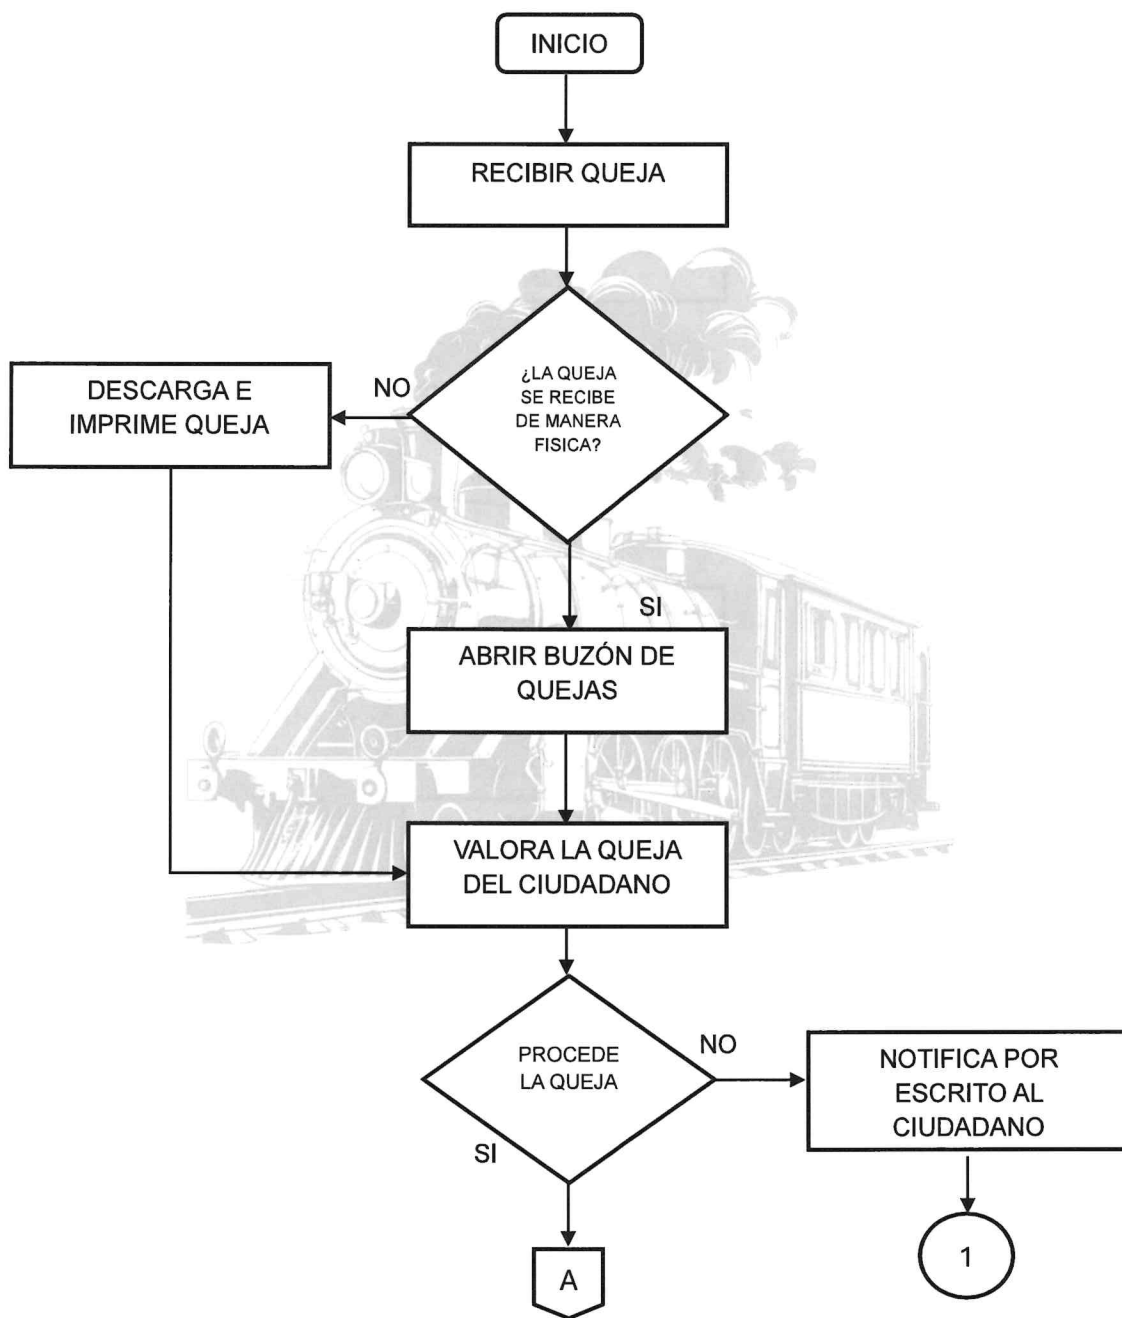 INICIO
RECIBIR QUEJA
¿LA QUEJA
SE RECIBE
DE MANERA
FISICA?
NO
DESCARGA E
IMPRIME QUEJA
SI
ABRIR BUZÓN DE
QUEJAS
VALORA LA QUEJA
DEL CIUDADANO
PROCEDE
LA QUEJA
NO
NOTIFICA POR
ESCRITO AL
CIUDADANO
SI
A
1